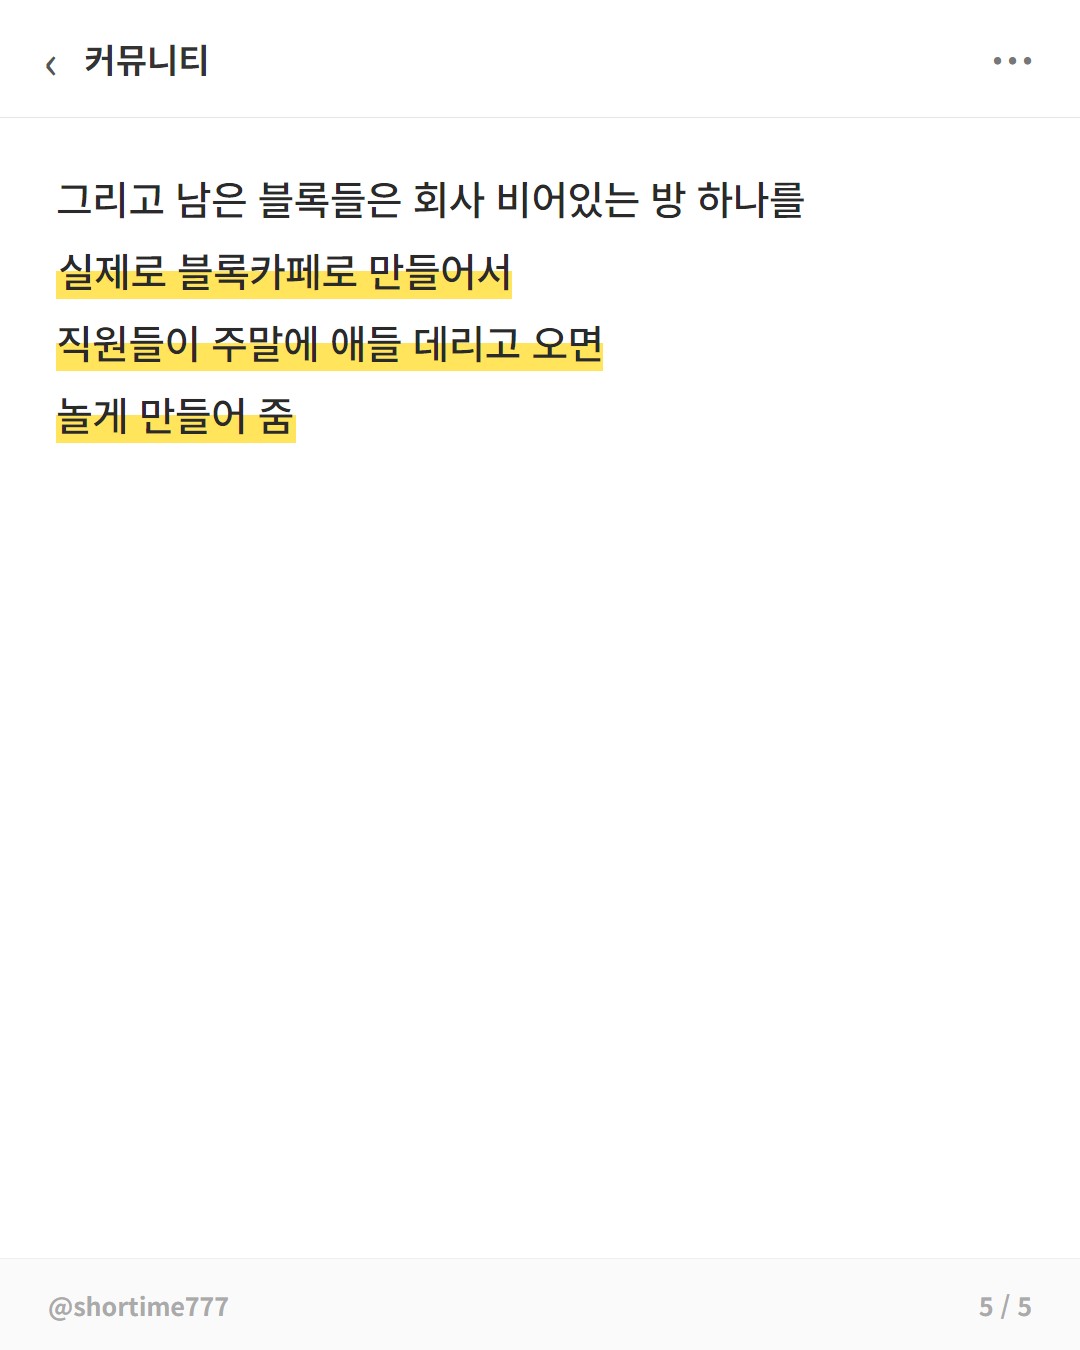 ‹ 커뮤니티 •••
그리고 남은 블록들은 회사 비어있는 방 하나를
실제로 블록카페로 만들어서
직원들이 주말에 애들 데리고 오면
놀게 만들어 줌
@shortime777 5 / 5